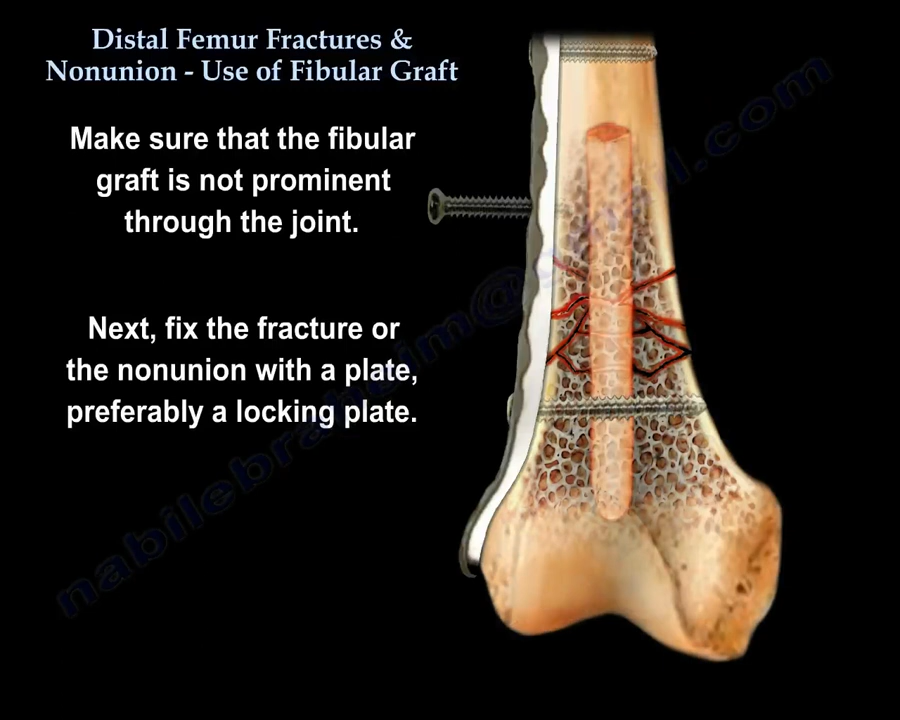 Distal Femur Fractures &
Nonunion - Use of Fibular Graft
Make sure that the fibular
graft is not prominent
through the joint.
Next, fix the fracture or
the nonunion with a plate,
preferably a locking plate.